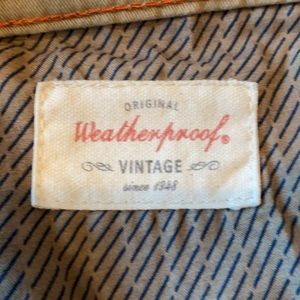 ORIGINAL
Weatherproof®
VINTAGE
since 1948